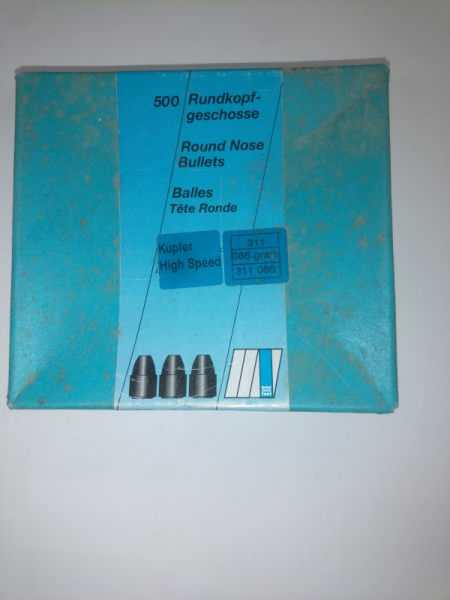 500 Rundkopf-
geschosse
Round Nose
Bullets
Balles
Tête Ronde
Kupfer
High Speed
311
086 gram
311 086